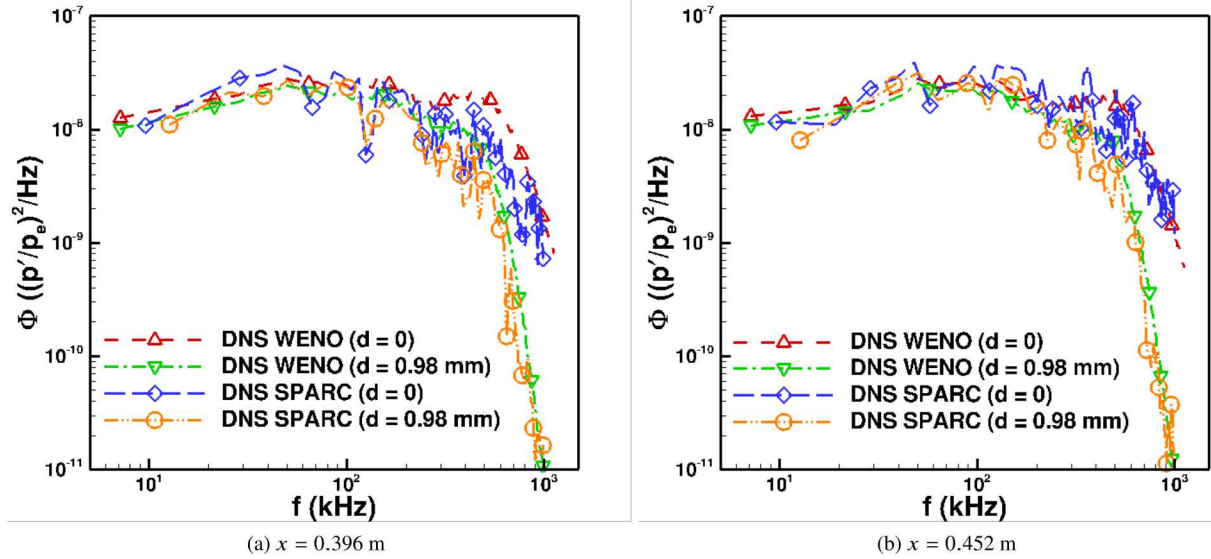 10⁻⁷
10⁻⁸
10⁻⁹
10⁻¹⁰
10⁻¹¹
Φ ((p′/pₑ)²/Hz)
DNS WENO (d = 0)
DNS WENO (d = 0.98 mm)
DNS SPARC (d = 0)
DNS SPARC (d = 0.98 mm)
10¹ 10² 10³
f (kHz)
(a) x = 0.396 m
10⁻⁷
10⁻⁸
10⁻⁹
10⁻¹⁰
10⁻¹¹
Φ ((p′/pₑ)²/Hz)
DNS WENO (d = 0)
DNS WENO (d = 0.98 mm)
DNS SPARC (d = 0)
DNS SPARC (d = 0.98 mm)
10¹ 10² 10³
f (kHz)
(b) x = 0.452 m